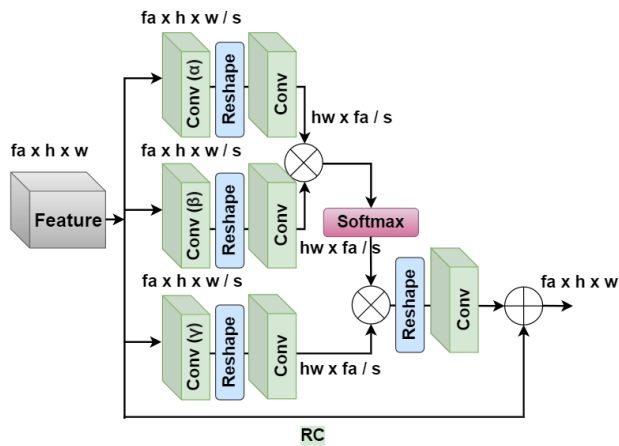 fa x h x w / s
Conv (α)
Reshape
Conv
hw x fa / s
fa x h x w
Feature
fa x h x w / s
Conv (β)
Reshape
Conv
hw x fa / s
Softmax
fa x h x w / s
Conv (γ)
Reshape
Conv
hw x fa / s
Reshape
Conv
fa x h x w
RC